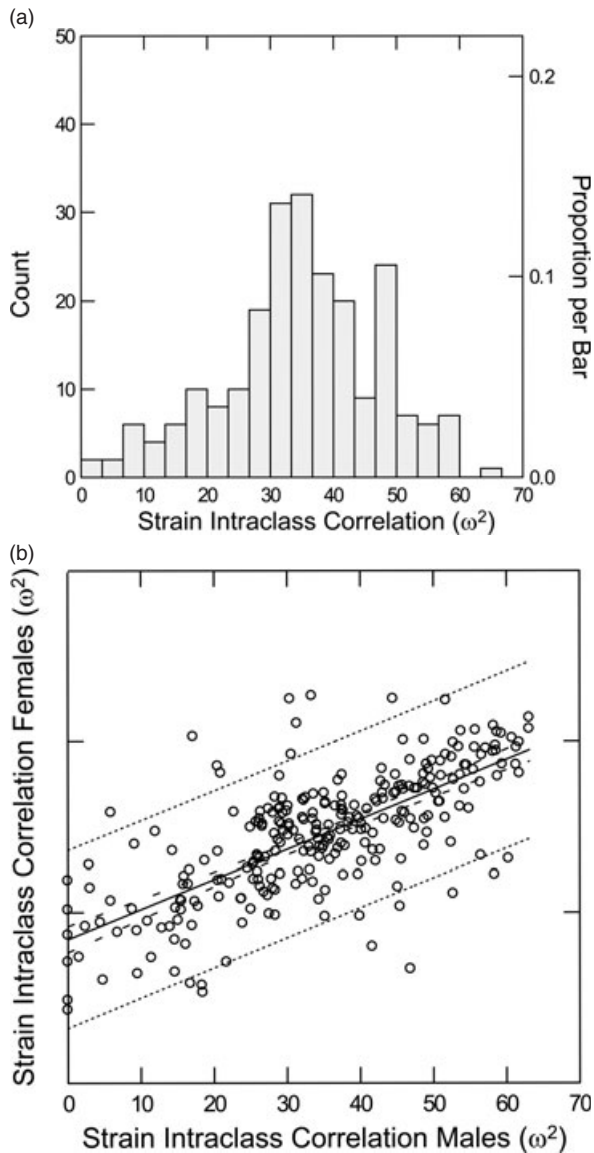 (a)
50
40
30
20
10
0
Count
0.2
0.1
0.0
Proportion per Bar
0 10 20 30 40 50 60 70
Strain Intraclass Correlation (ω²)
(b)
Strain Intraclass Correlation Females (ω²)
0 10 20 30 40 50 60 70
Strain Intraclass Correlation Males (ω²)